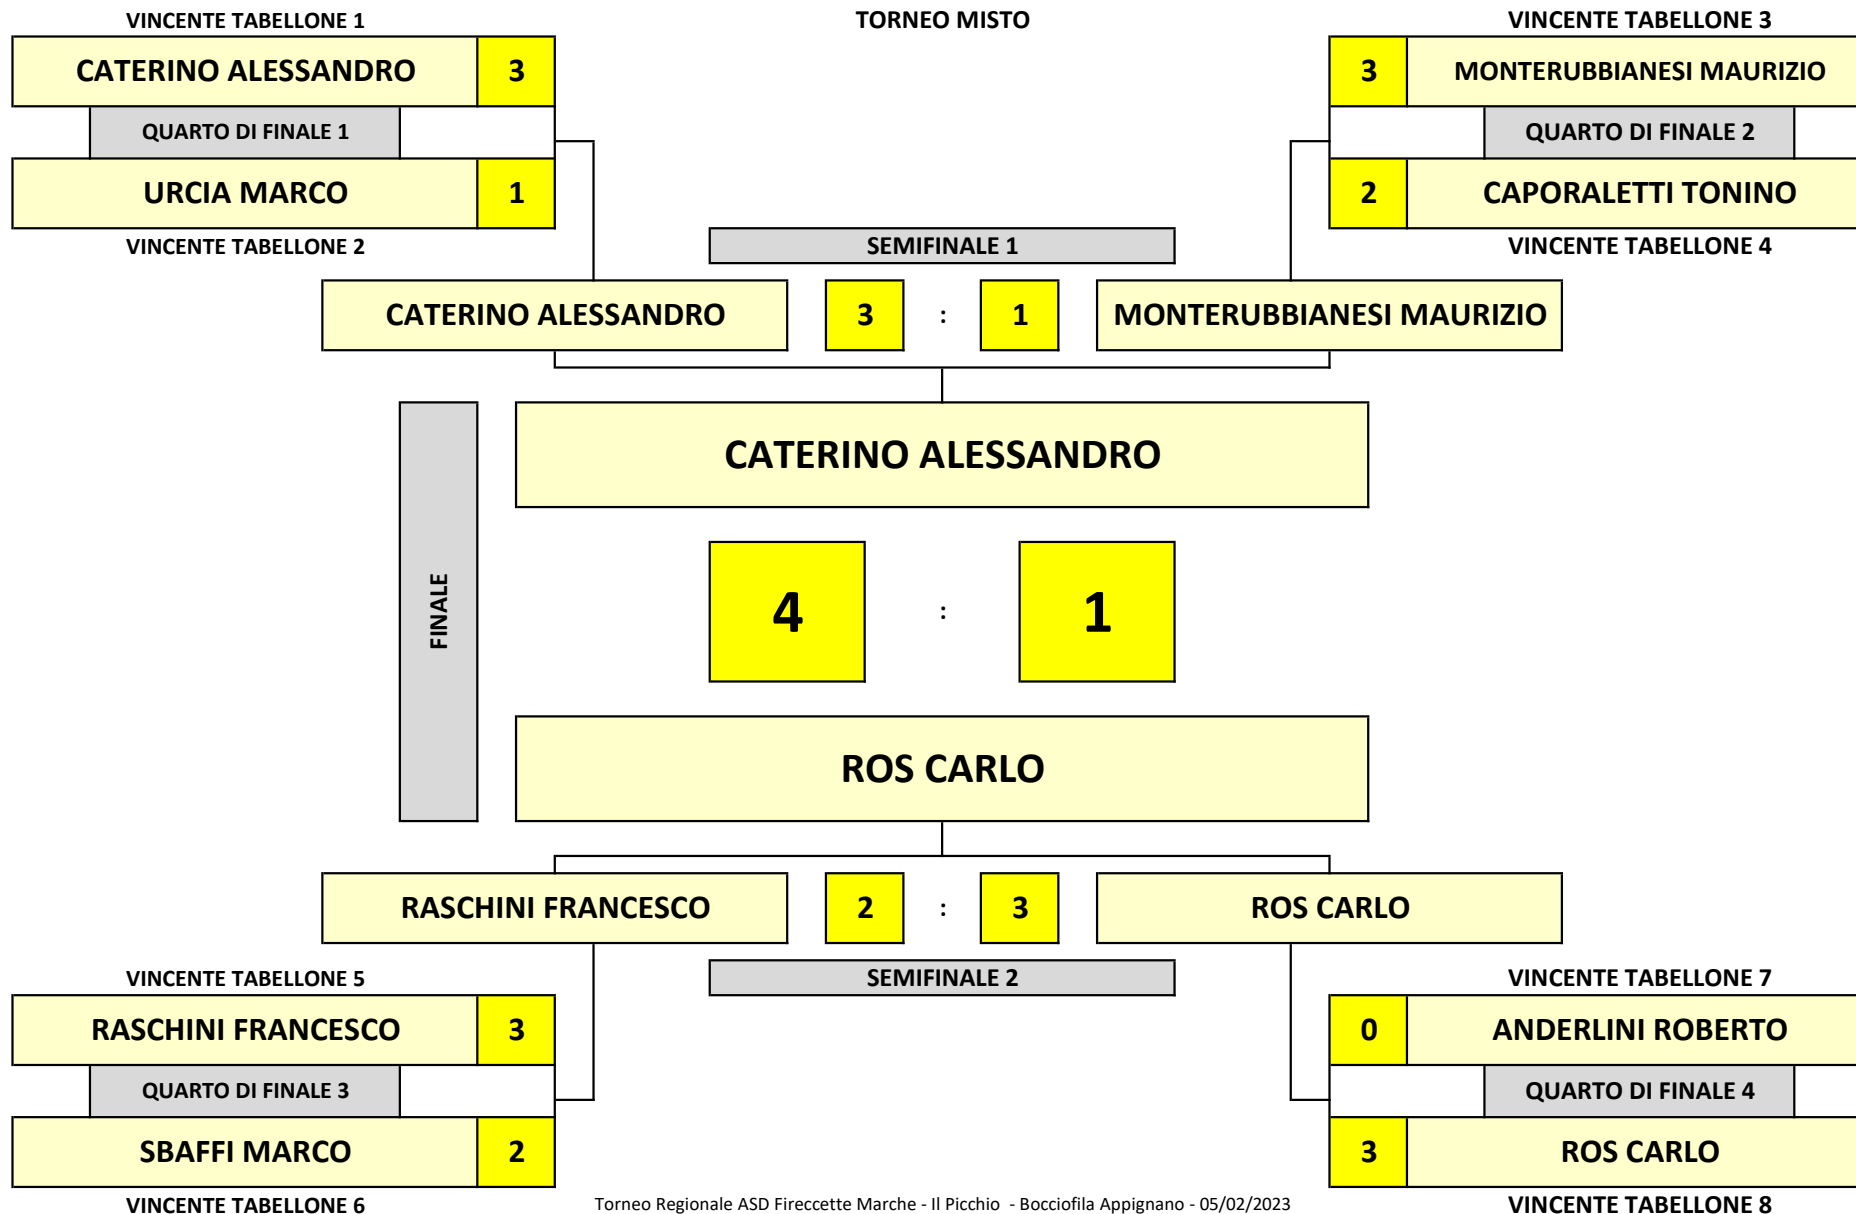 VINCENTE TABELLONE 1
TORNEO MISTO
VINCENTE TABELLONE 3
CATERINO ALESSANDRO 3
3 MONTERUBBIANESI MAURIZIO
QUARTO DI FINALE 1
QUARTO DI FINALE 2
URCIA MARCO 1
2 CAPORALETTI TONINO
VINCENTE TABELLONE 2
SEMIFINALE 1
VINCENTE TABELLONE 4
CATERINO ALESSANDRO 3 : 1 MONTERUBBIANESI MAURIZIO
CATERINO ALESSANDRO
FINALE
4 : 1
ROS CARLO
RASCHINI FRANCESCO 2 : 3 ROS CARLO
VINCENTE TABELLONE 5
SEMIFINALE 2
VINCENTE TABELLONE 7
RASCHINI FRANCESCO 3
0 ANDERLINI ROBERTO
QUARTO DI FINALE 3
QUARTO DI FINALE 4
SBAFFI MARCO 2
3 ROS CARLO
VINCENTE TABELLONE 6
Torneo Regionale ASD Fireccette Marche - Il Picchio - Bocciofila Appignano - 05/02/2023
VINCENTE TABELLONE 8